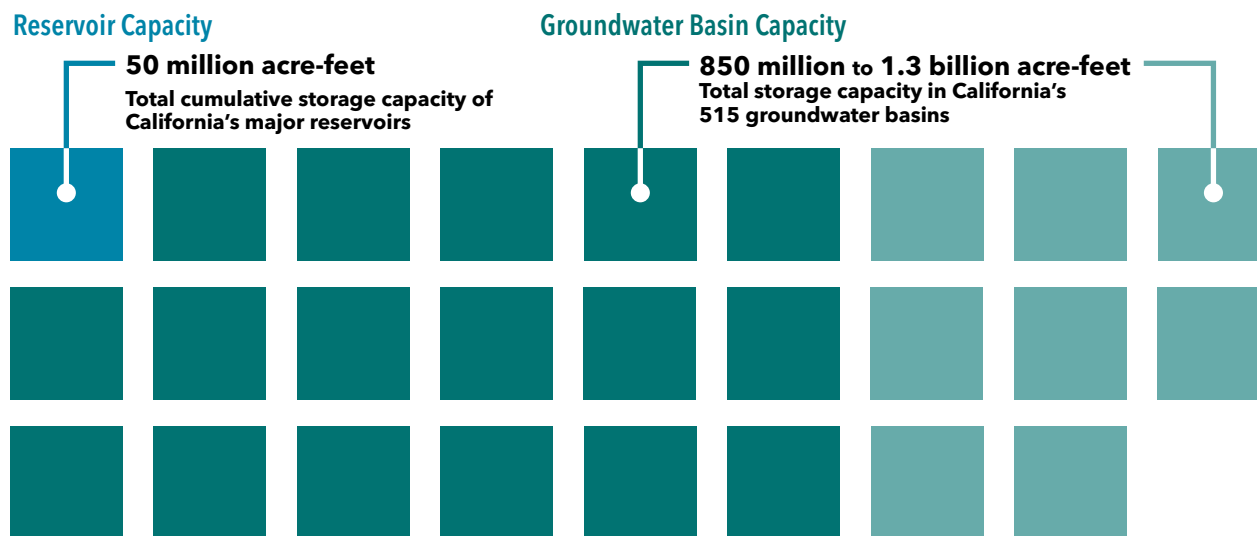 Reservoir Capacity
50 million acre-feet
Total cumulative storage capacity of
California’s major reservoirs
Groundwater Basin Capacity
850 million to 1.3 billion acre-feet
Total storage capacity in California’s
515 groundwater basins